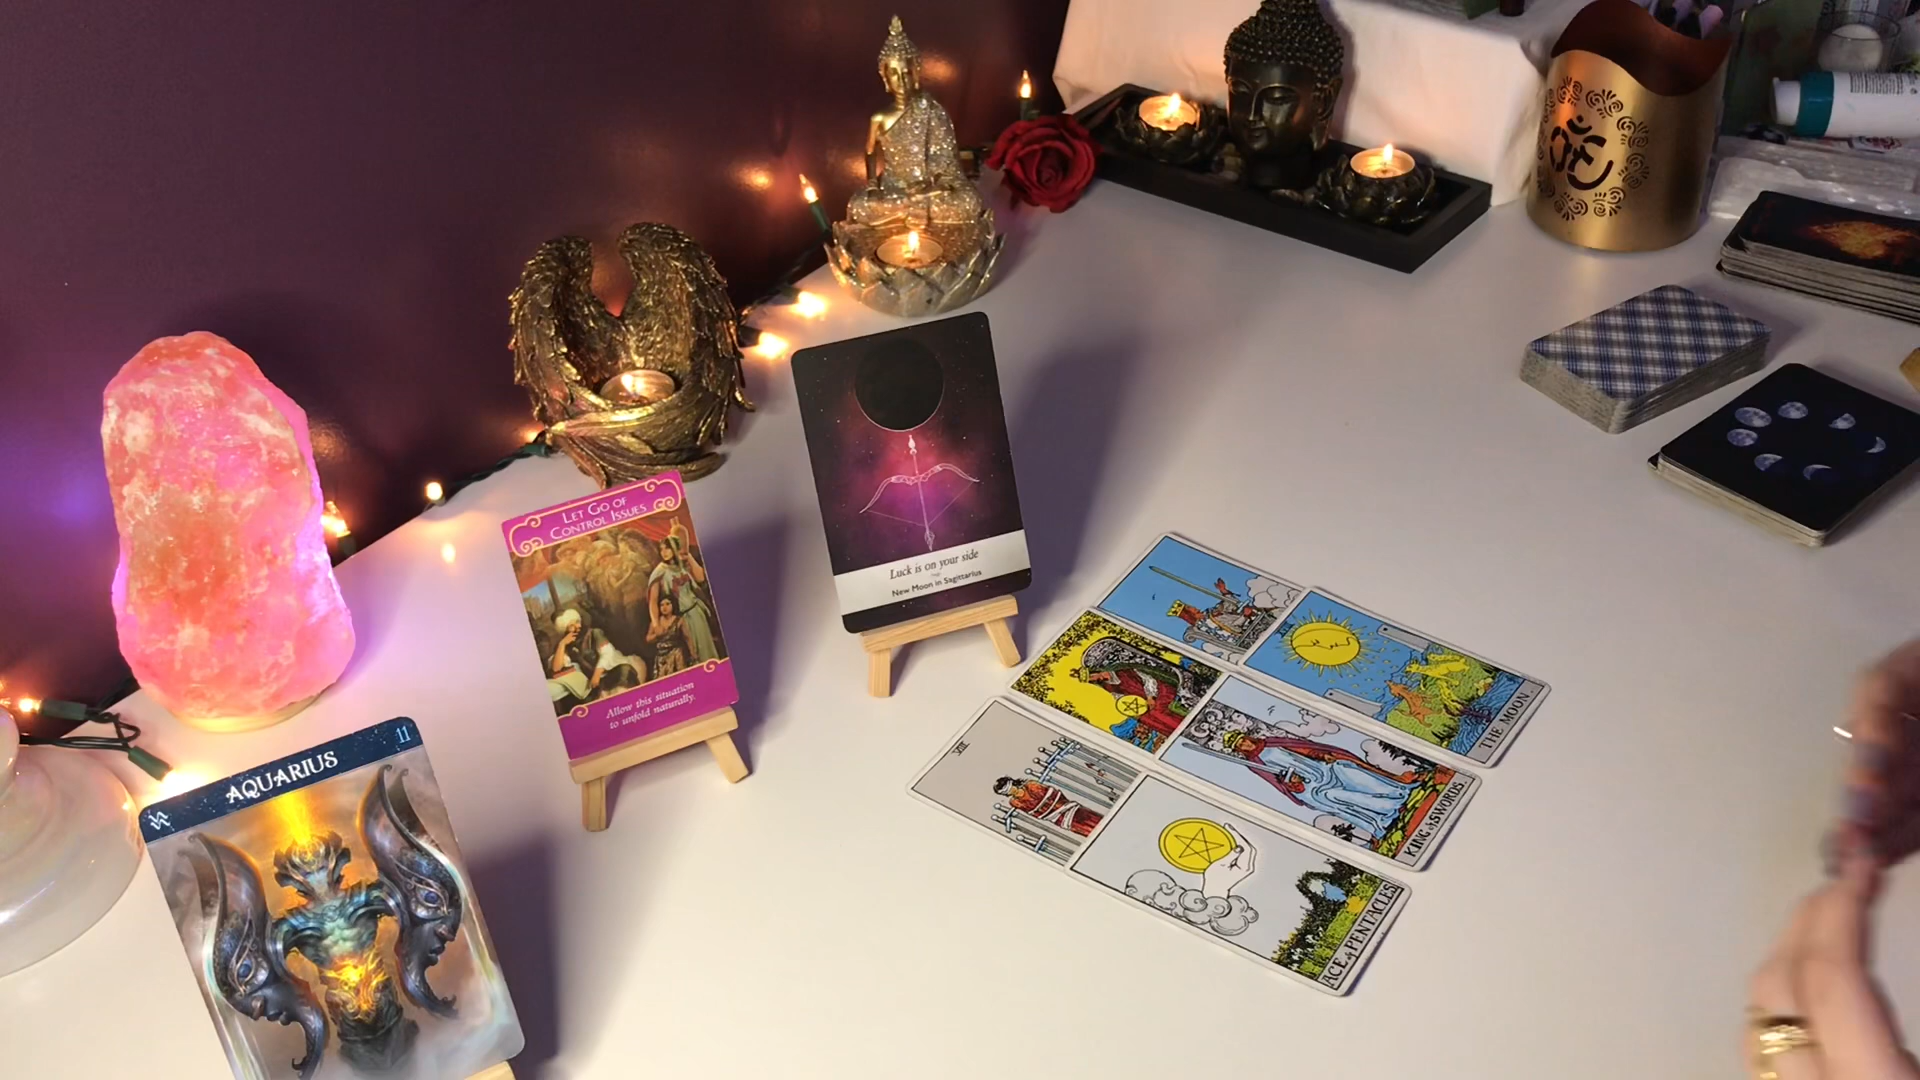 AQUARIUS
11
LET GO OF
CONTROL ISSUES
Allow this situation
to unfold naturally.
Luck is on your side
New Moon in Sagittarius
THE MOON.
KING of SWORDS.
VIII
ACE of PENTACLES.